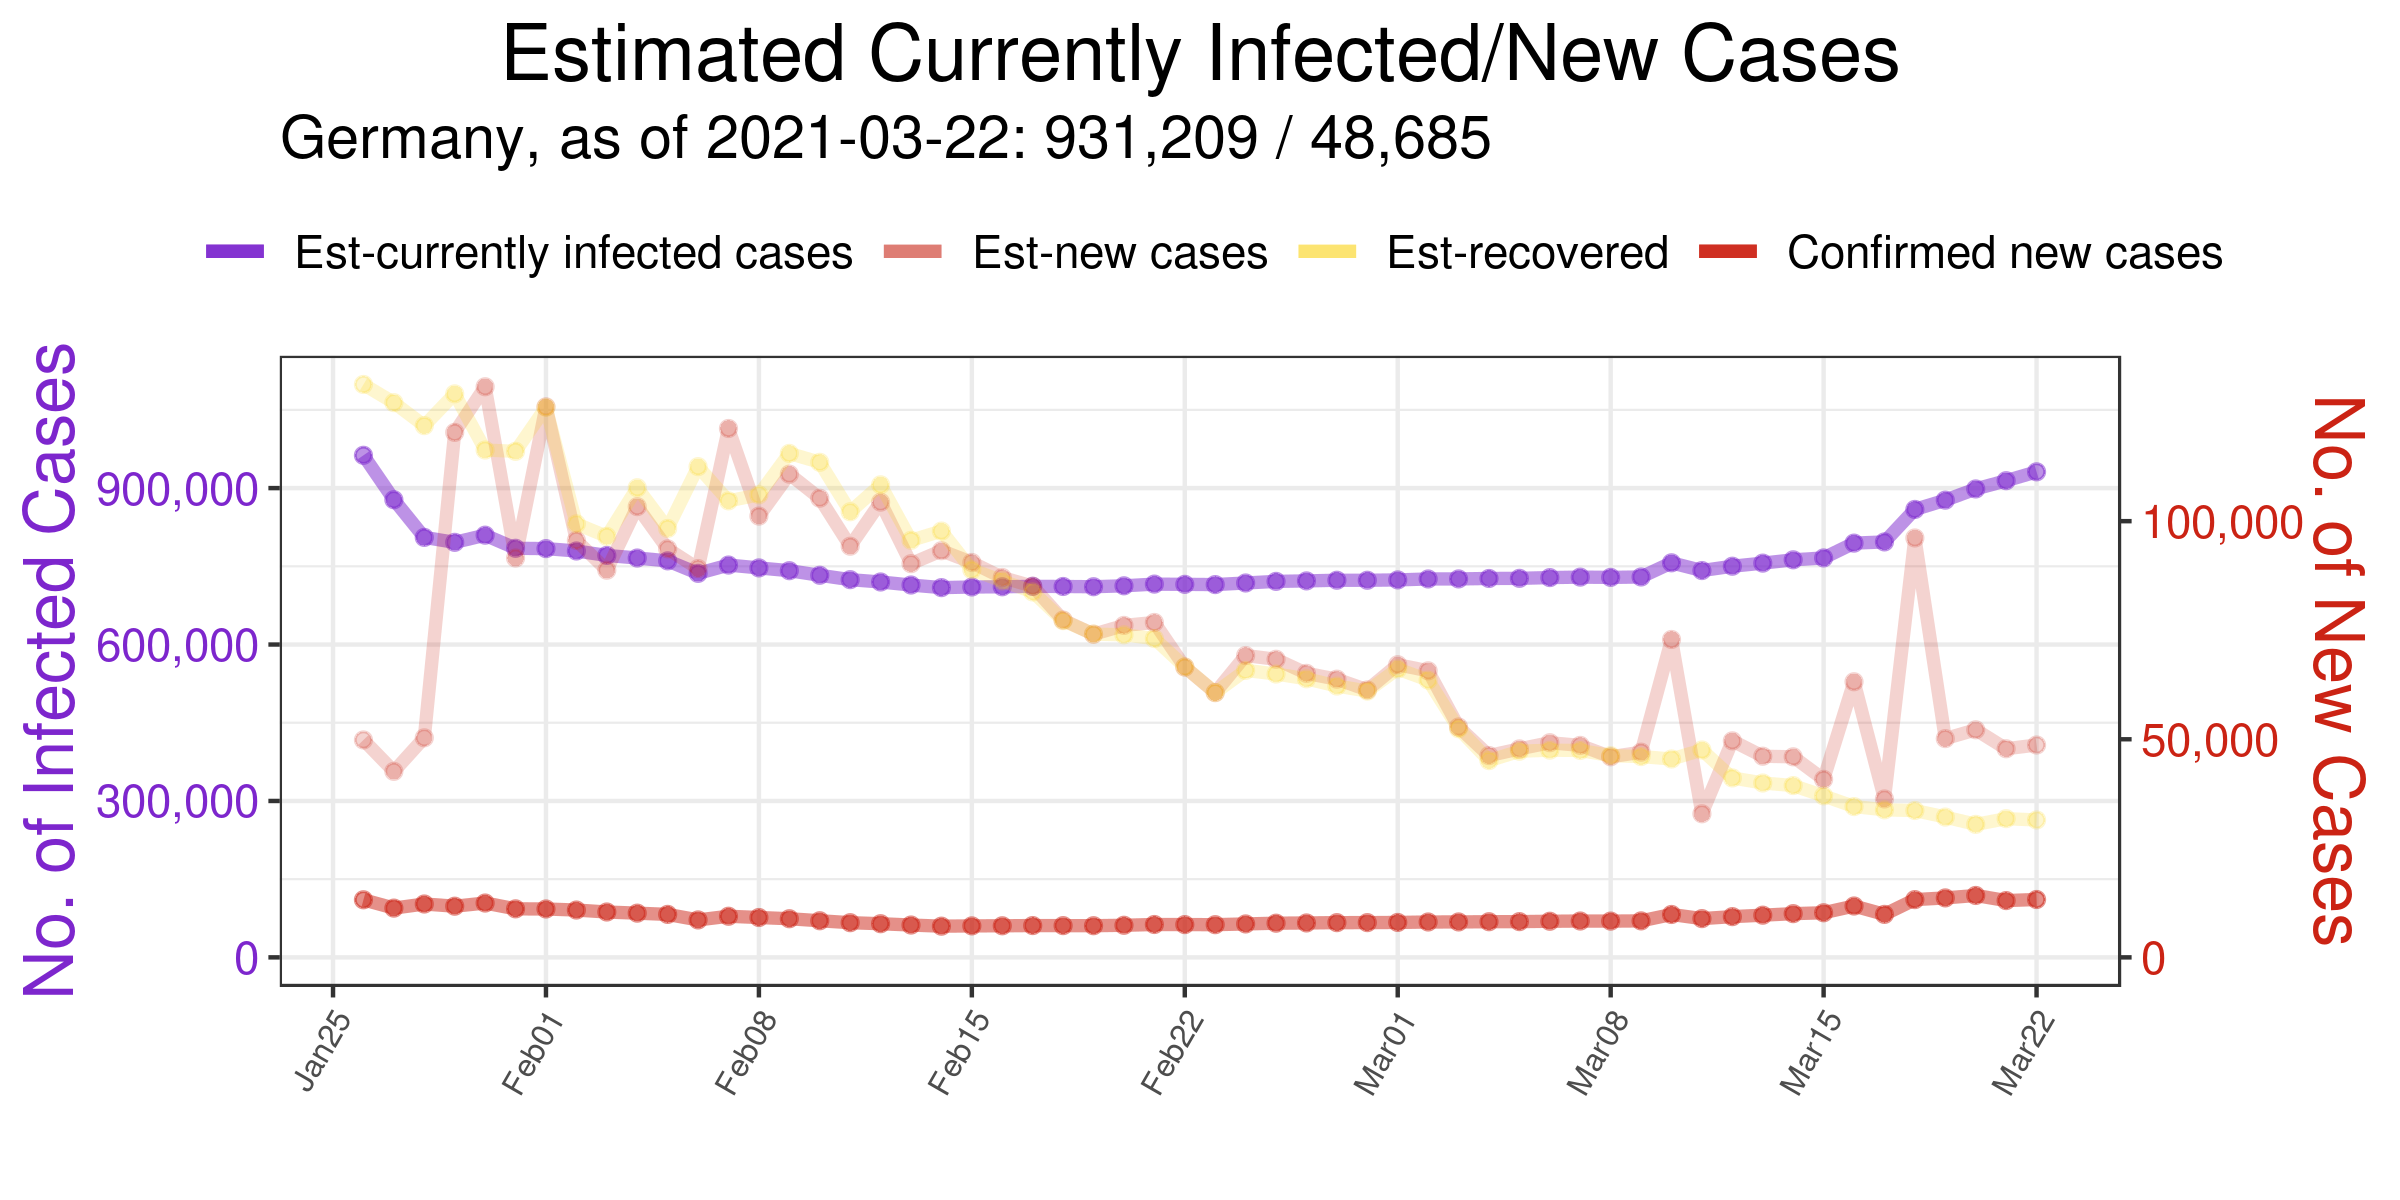 Estimated Currently Infected/New Cases
Germany, as of 2021-03-22: 931,209 / 48,685
Est-currently infected cases Est-new cases Est-recovered Confirmed new cases
No. of Infected Cases
900,000
600,000
300,000
0
100,000
50,000
0
No. of New Cases
Jan25 Feb01 Feb08 Feb15 Feb22 Mar01 Mar08 Mar15 Mar22